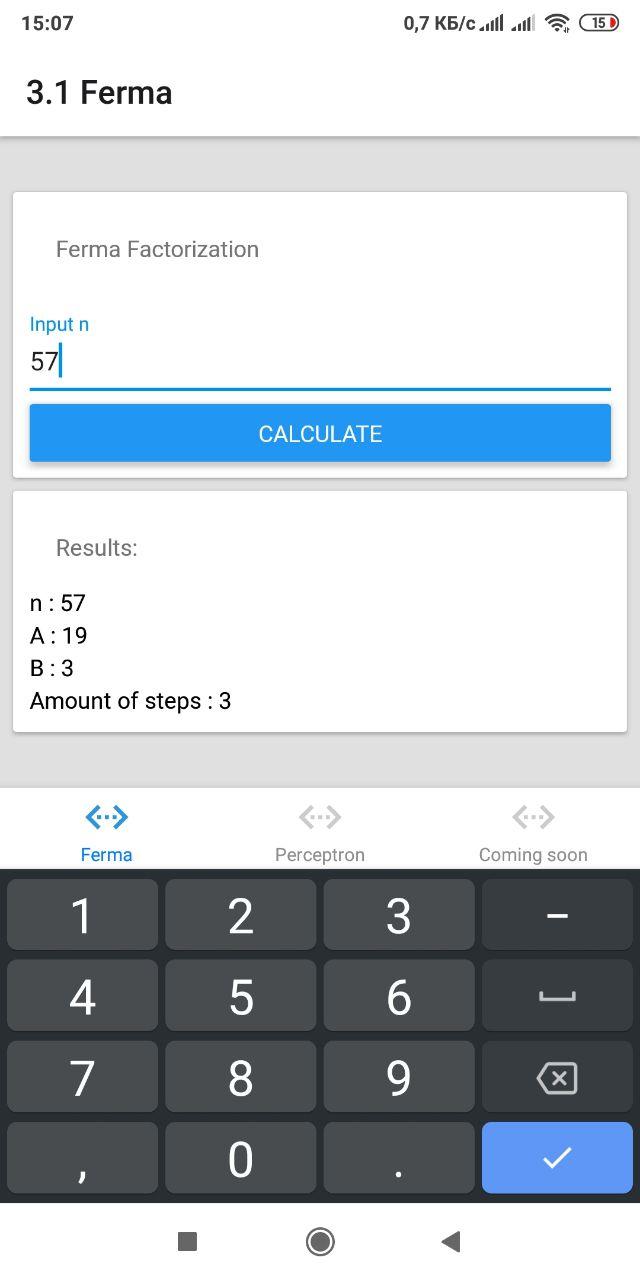 15:07 0,7 КБ/с 15
3.1 Ferma
Ferma Factorization
Input n
57
CALCULATE
Results:
n : 57
A : 19
B : 3
Amount of steps : 3
Ferma Perceptron Coming soon
1 2 3 –
4 5 6
7 8 9
, 0 .